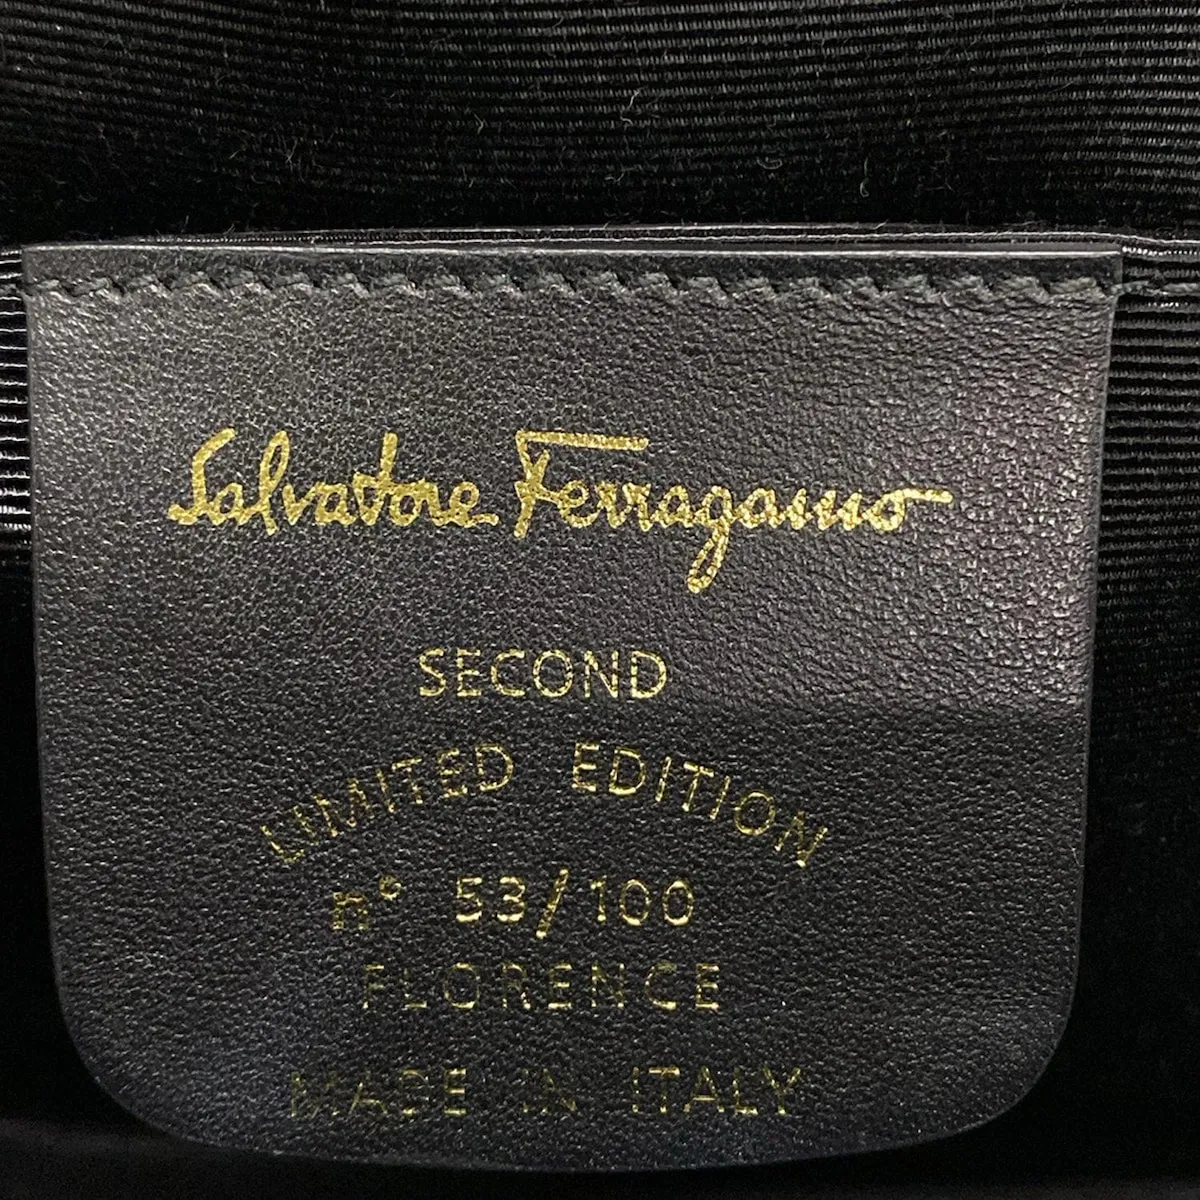 Salvatore Ferragamo
SECOND
LIMITED EDITION
n° 53/100
FLORENCE
MADE IN ITALY